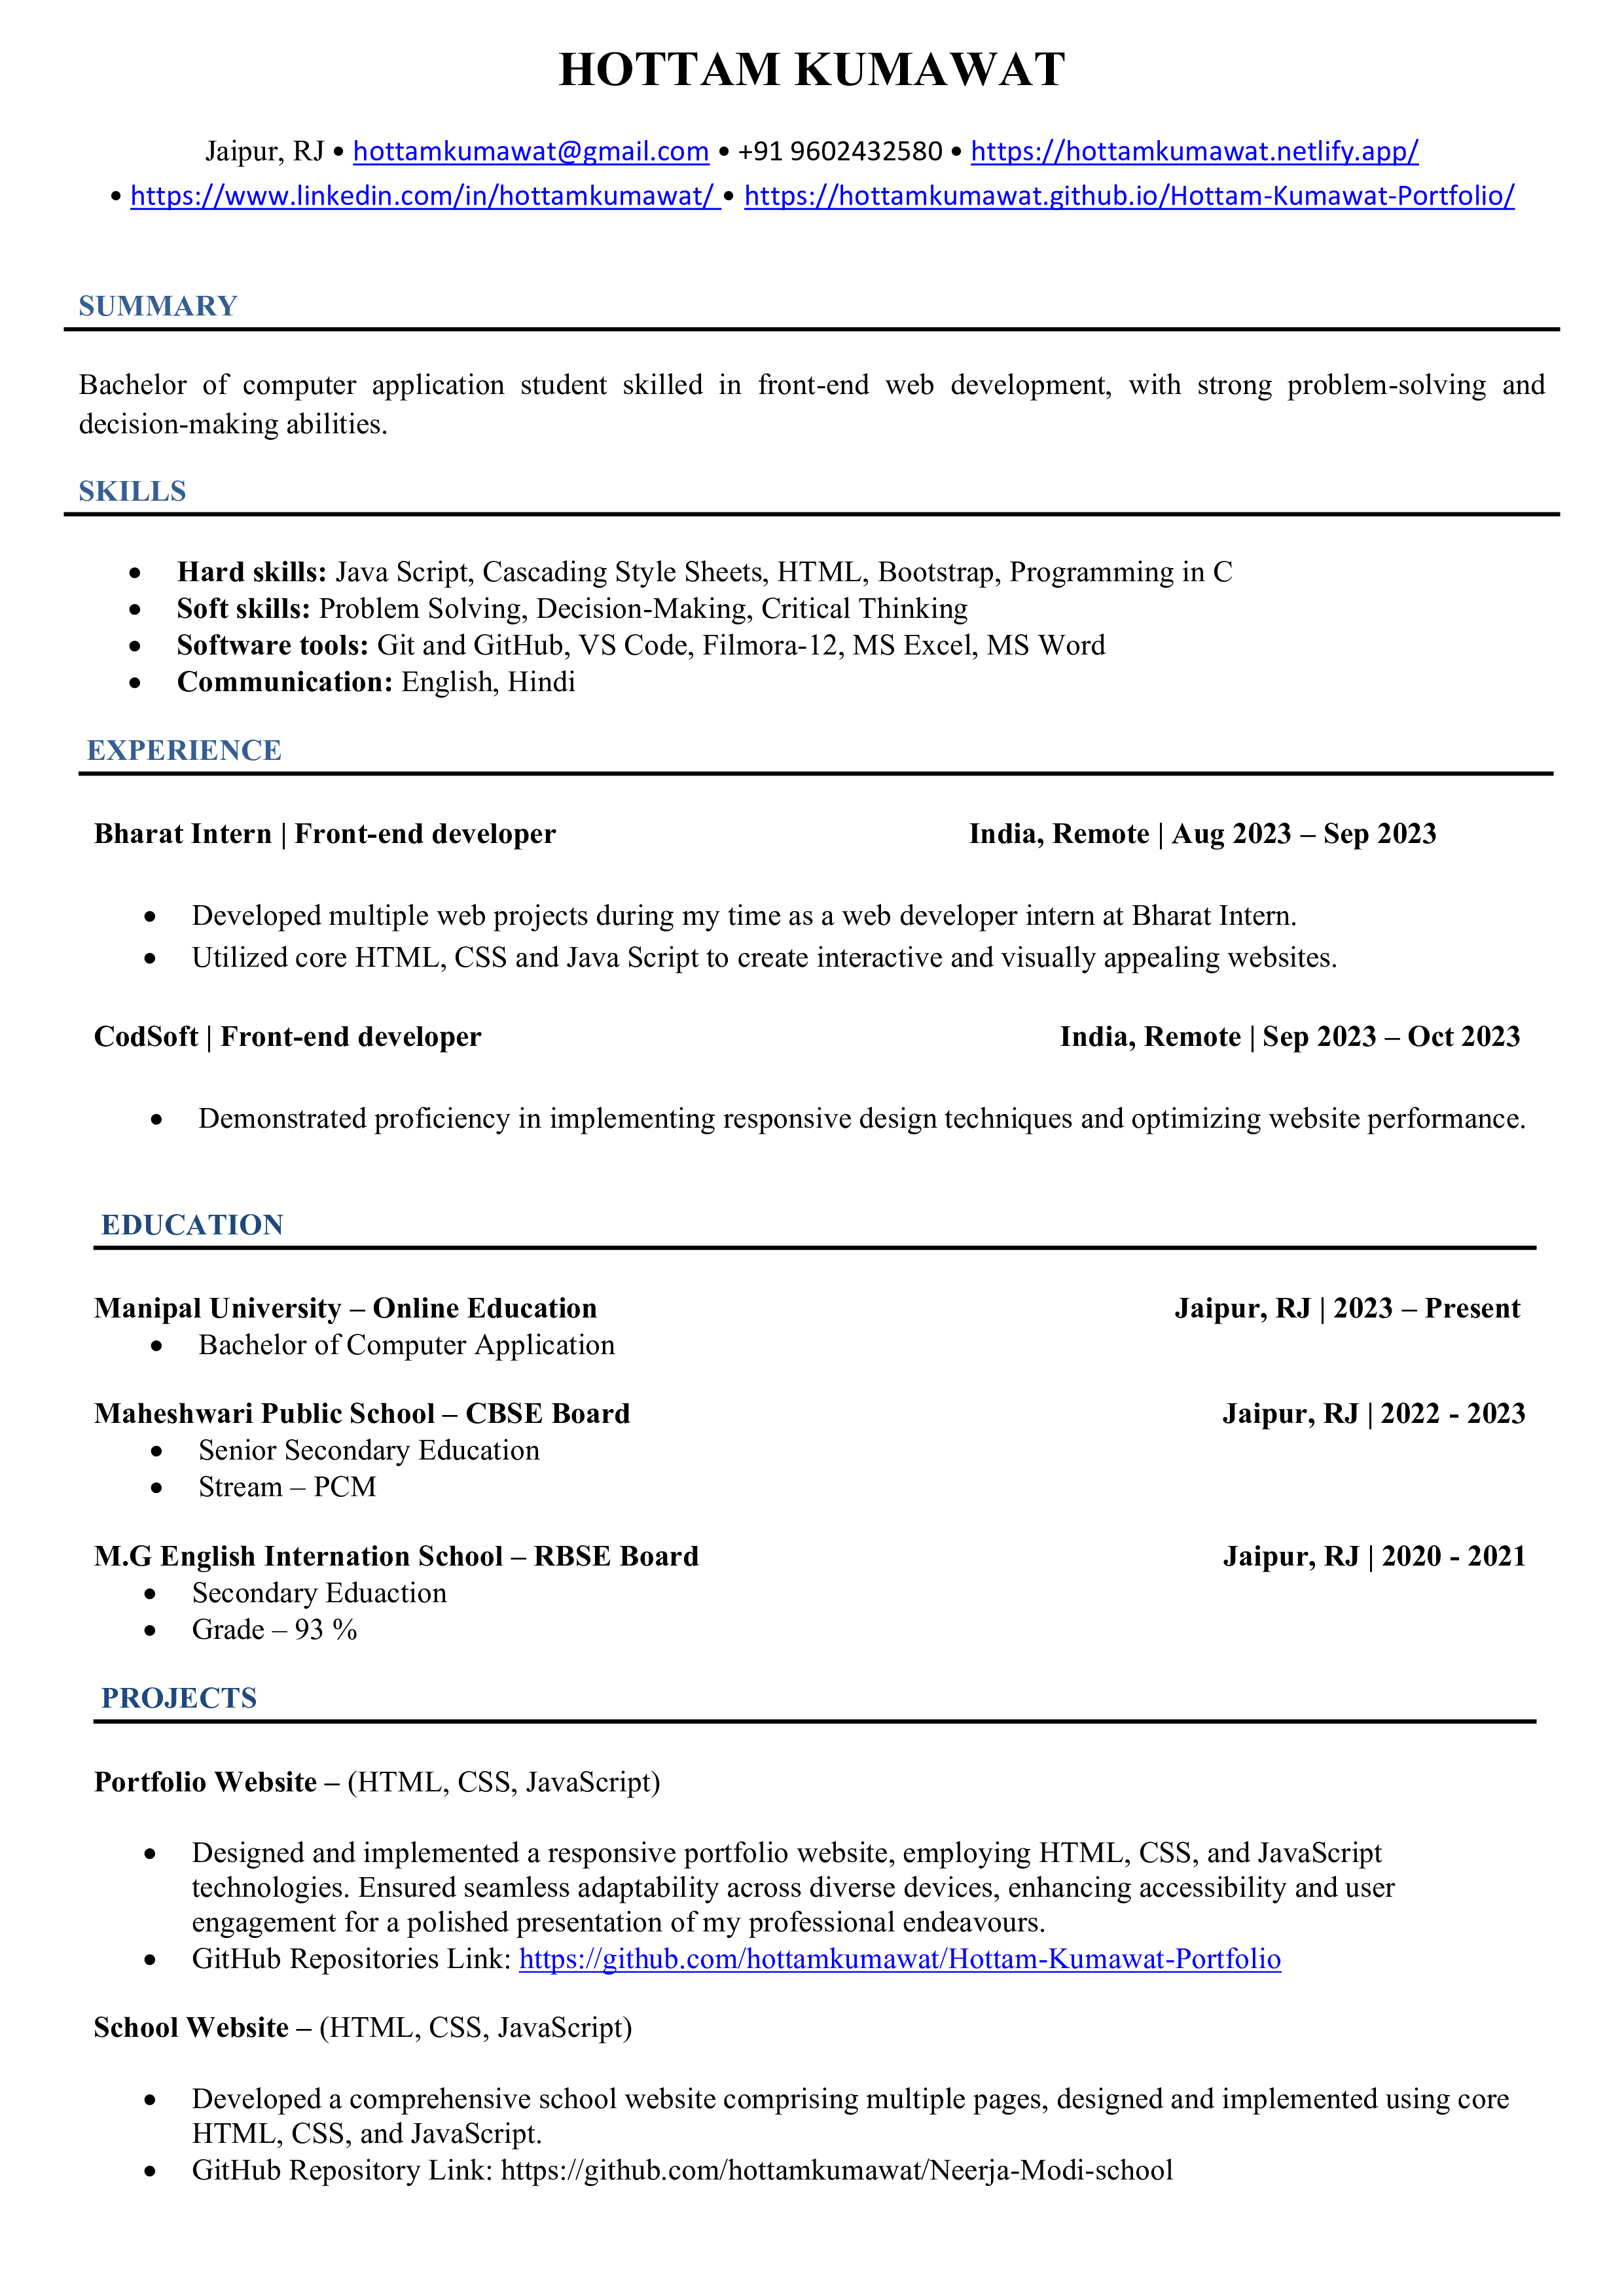 HOTTAM KUMAWAT
Jaipur, RJ • hottamkumawat@gmail.com • +91 9602432580 • https://hottamkumawat.netlify.app/
• https://www.linkedin.com/in/hottamkumawat/ • https://hottamkumawat.github.io/Hottam-Kumawat-Portfolio/
SUMMARY
Bachelor of computer application student skilled in front-end web development, with strong problem-solving and
decision-making abilities.
SKILLS
• Hard skills: Java Script, Cascading Style Sheets, HTML, Bootstrap, Programming in C
• Soft skills: Problem Solving, Decision-Making, Critical Thinking
• Software tools: Git and GitHub, VS Code, Filmora-12, MS Excel, MS Word
• Communication: English, Hindi
EXPERIENCE
Bharat Intern | Front-end developer India, Remote | Aug 2023 – Sep 2023
• Developed multiple web projects during my time as a web developer intern at Bharat Intern.
• Utilized core HTML, CSS and Java Script to create interactive and visually appealing websites.
CodSoft | Front-end developer India, Remote | Sep 2023 – Oct 2023
• Demonstrated proficiency in implementing responsive design techniques and optimizing website performance.
EDUCATION
Manipal University – Online Education Jaipur, RJ | 2023 – Present
• Bachelor of Computer Application
Maheshwari Public School – CBSE Board Jaipur, RJ | 2022 - 2023
• Senior Secondary Education
• Stream – PCM
M.G English Internation School – RBSE Board Jaipur, RJ | 2020 - 2021
• Secondary Eduaction
• Grade – 93 %
PROJECTS
Portfolio Website – (HTML, CSS, JavaScript)
• Designed and implemented a responsive portfolio website, employing HTML, CSS, and JavaScript
technologies. Ensured seamless adaptability across diverse devices, enhancing accessibility and user
engagement for a polished presentation of my professional endeavours.
• GitHub Repositories Link: https://github.com/hottamkumawat/Hottam-Kumawat-Portfolio
School Website – (HTML, CSS, JavaScript)
• Developed a comprehensive school website comprising multiple pages, designed and implemented using core
HTML, CSS, and JavaScript.
• GitHub Repository Link: https://github.com/hottamkumawat/Neerja-Modi-school